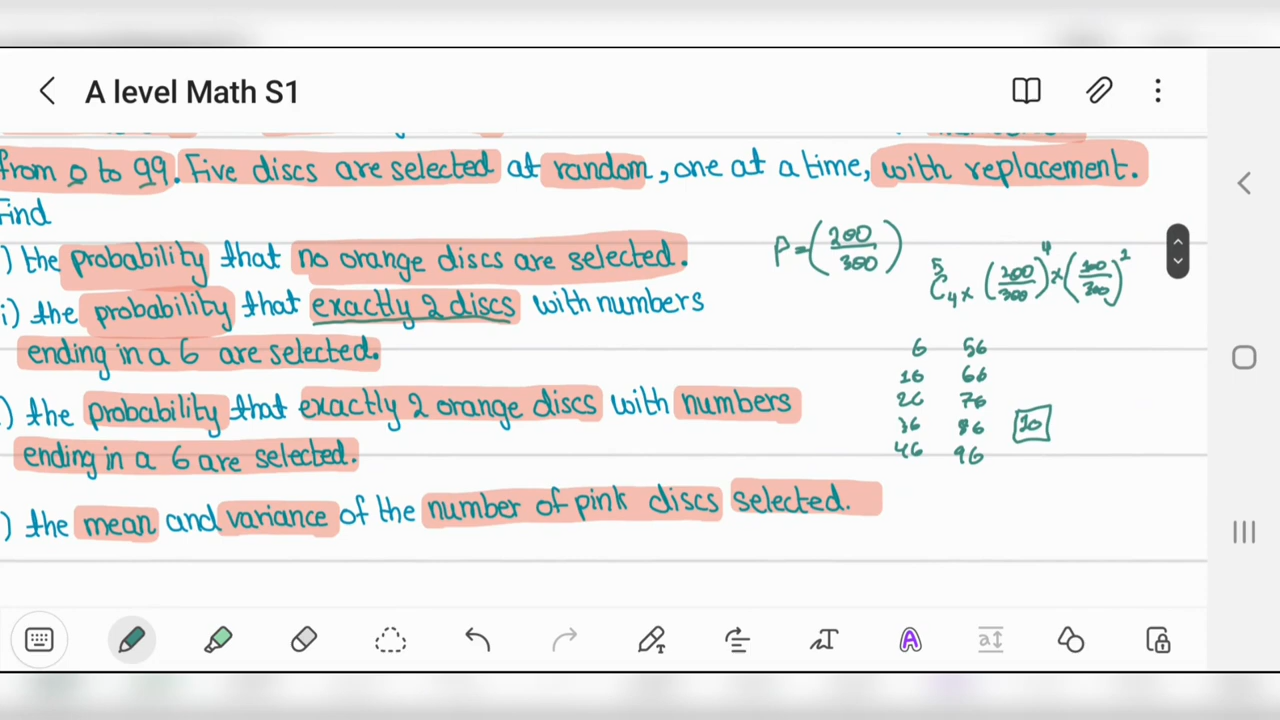 A level Math S1
from 0 to 99. Five discs are selected at random, one at a time, with replacement.
Find
) the probability that no orange discs are selected.
i) the probability that exactly 2 discs with numbers
ending in a 6 are selected.
) the probability that exactly 2 orange discs with numbers
ending in a 6 are selected.
) the mean and variance of the number of pink discs selected.
P=(200/300)
⁵C₄ × (200/300)⁴ × (100/300)²
6 56
16 66
26 76
36 86
46 96
10